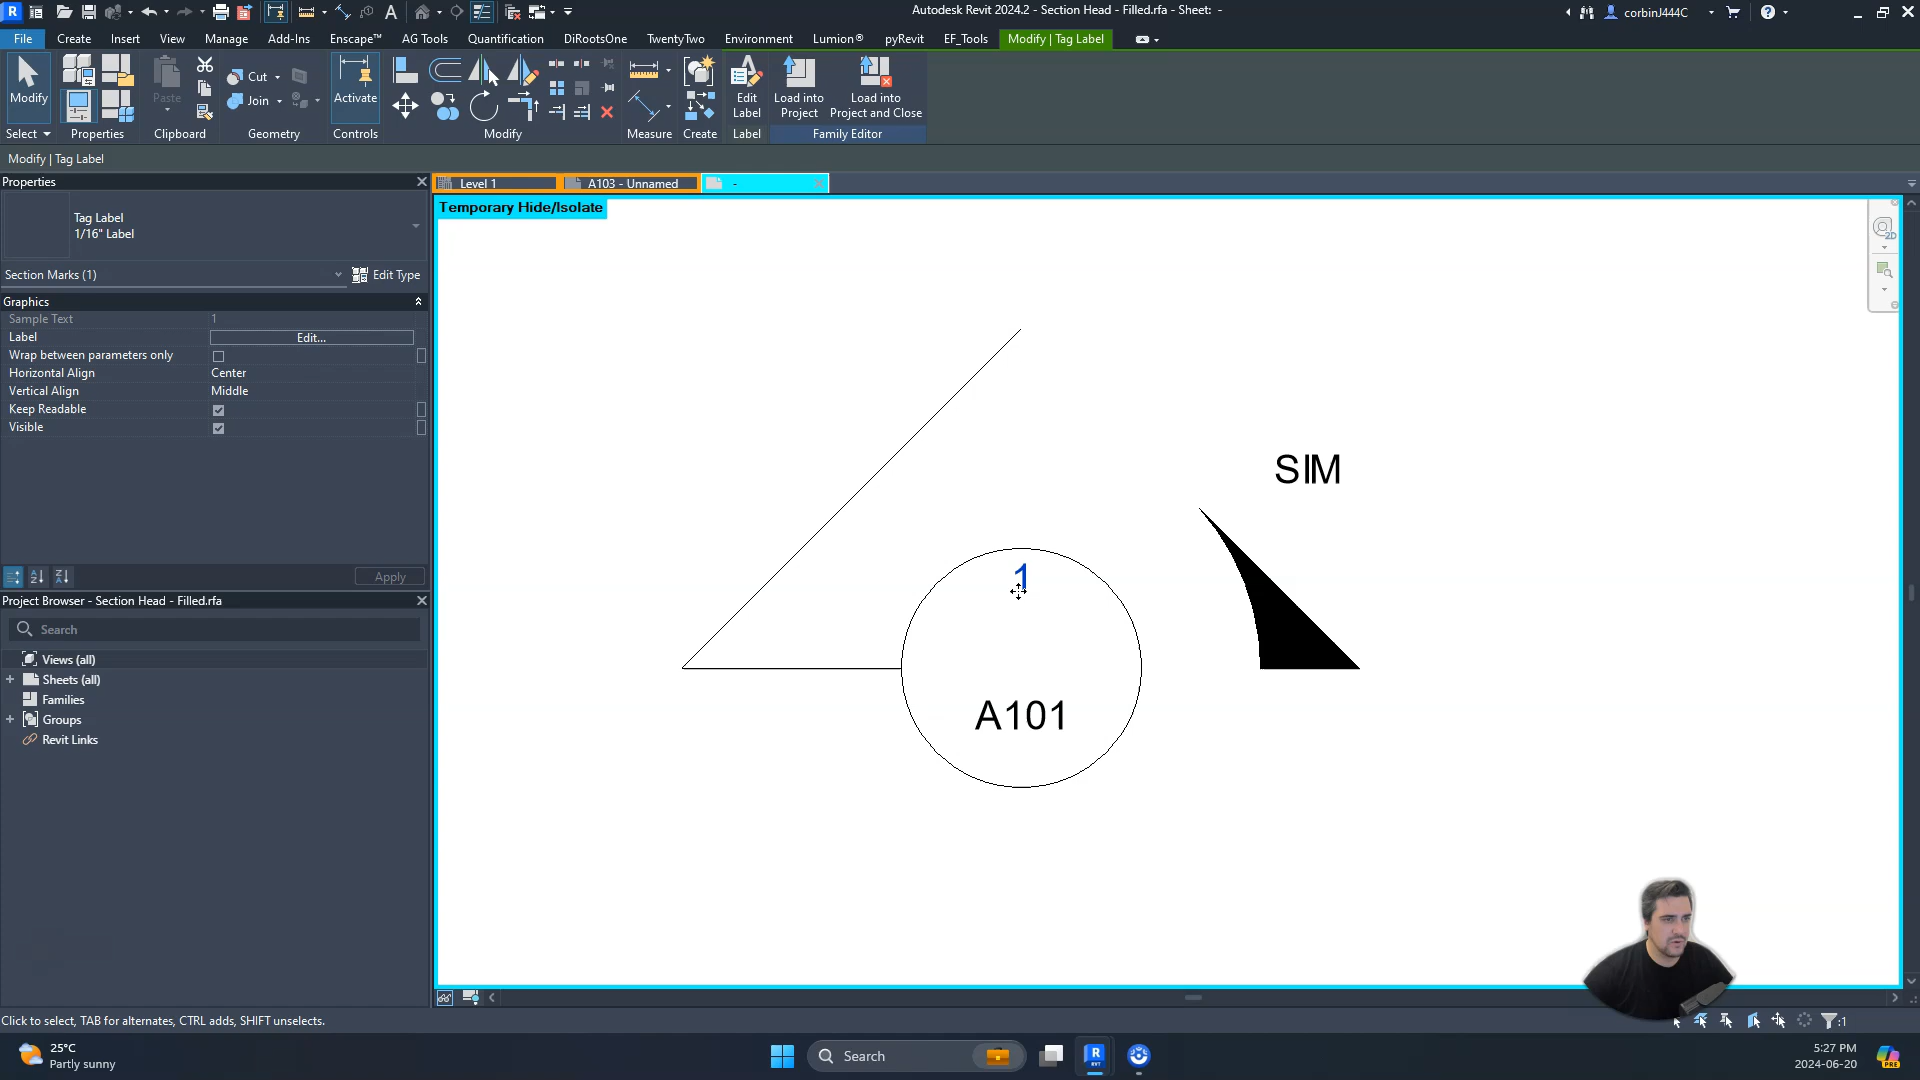 Autodesk Revit 2024.2 - Section Head - Filled.rfa - Sheet: -
corbinJ444C
File Create Insert View Manage Add-Ins Enscape™ AG Tools Quantification DiRootsOne TwentyTwo Environment Lumion® pyRevit EF_Tools Modify | Tag Label
Modify
Paste
Cut
Join
Activate
Edit Label
Load into Project
Load into Project and Close
Select Properties Clipboard Geometry Controls Modify Measure Create Label Family Editor
Modify | Tag Label
Properties
Level 1
A103 - Unnamed
-
Temporary Hide/Isolate
Tag Label
1/16" Label
Section Marks (1)
Edit Type
Graphics
Sample Text 1
Label Edit...
Wrap between parameters only
Horizontal Align Center
Vertical Align Middle
Keep Readable
Visible
Apply
Project Browser - Section Head - Filled.rfa
Search
Views (all)
Sheets (all)
Families
Groups
Revit Links
SIM
1
A101
2D
Click to select, TAB for alternates, CTRL adds, SHIFT unselects.
:1
25°C
Partly sunny
Search
5:27 PM
2024-06-20